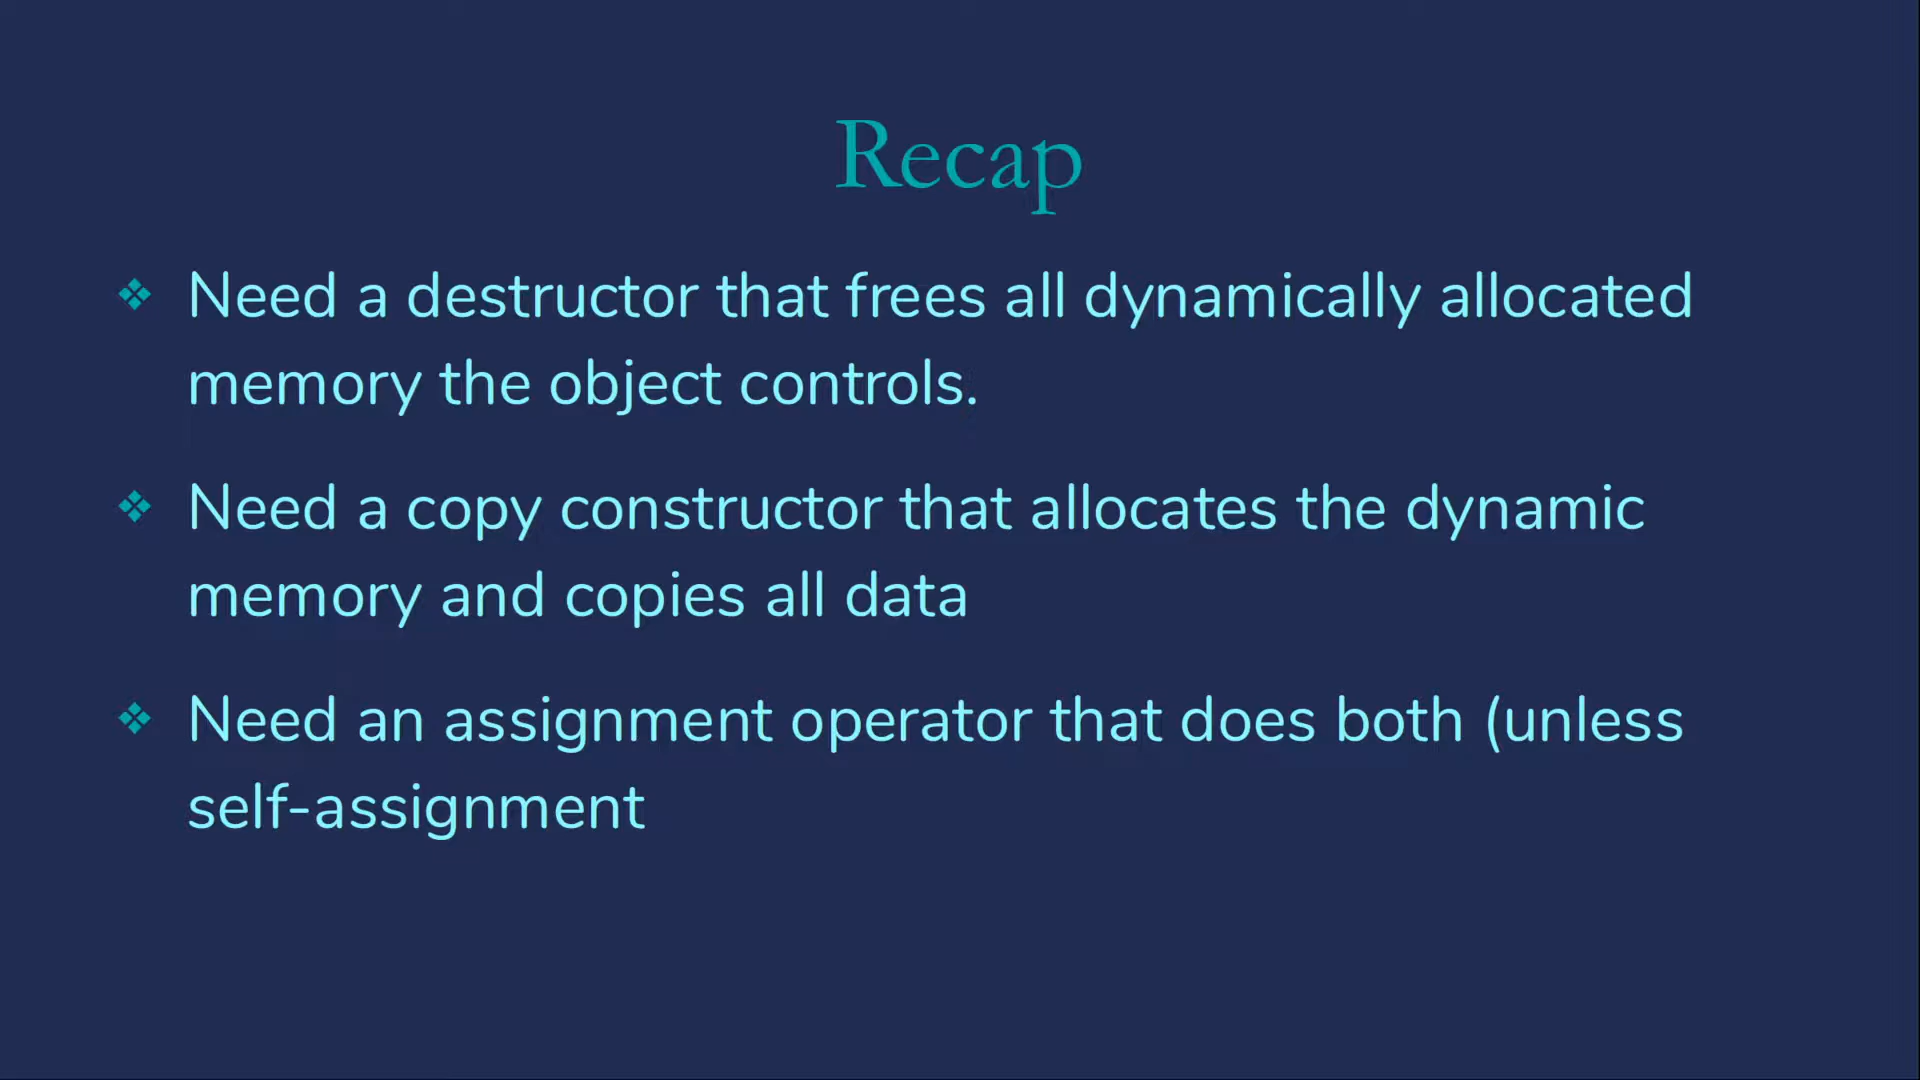 Recap
❖ Need a destructor that frees all dynamically allocated
memory the object controls.
❖ Need a copy constructor that allocates the dynamic
memory and copies all data
❖ Need an assignment operator that does both (unless
self-assignment